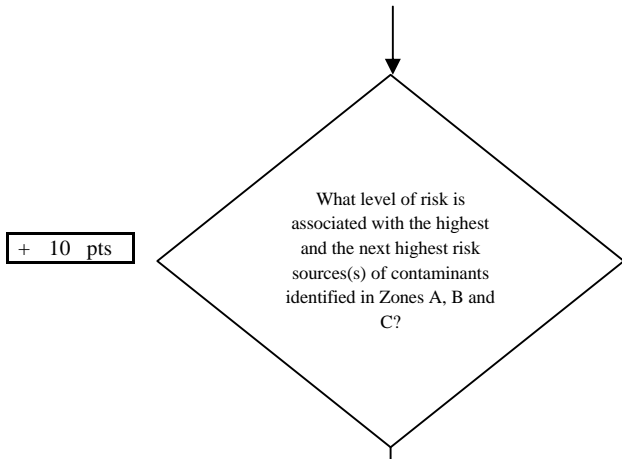 What level of risk is
associated with the highest
and the next highest risk
sources(s) of contaminants
identified in Zones A, B and
C?
+ 10 pts